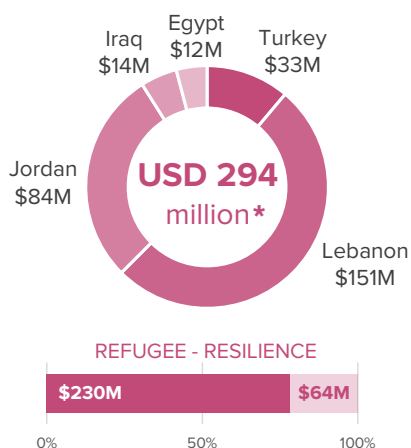 Egypt
$12M
Iraq
$14M
Turkey
$33M
Jordan
$84M
USD 294
million*
Lebanon
$151M
REFUGEE - RESILIENCE
$230M $64M
0% 50% 100%